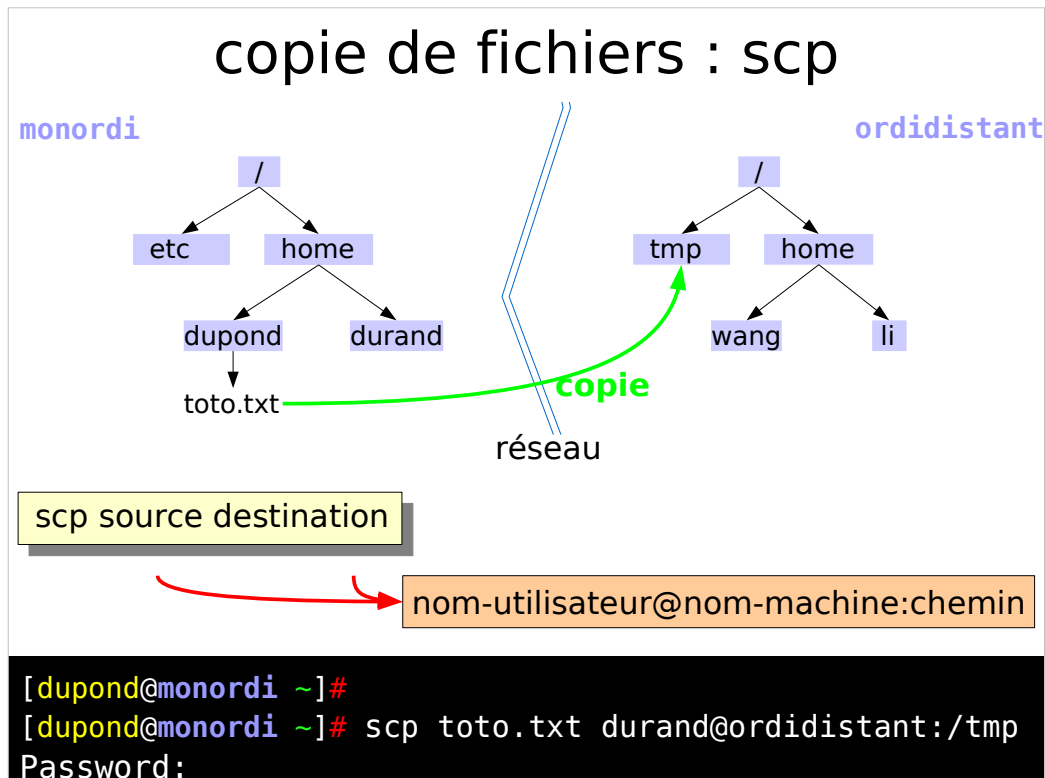 copie de fichiers : scp
monordi
ordidistant
/
/
etc
home
tmp
home
dupond
durand
wang
li
toto.txt
copie
réseau
scp source destination
nom-utilisateur@nom-machine:chemin
[dupond@monordi ~]#
[dupond@monordi ~]# scp toto.txt durand@ordidistant:/tmp
Password: